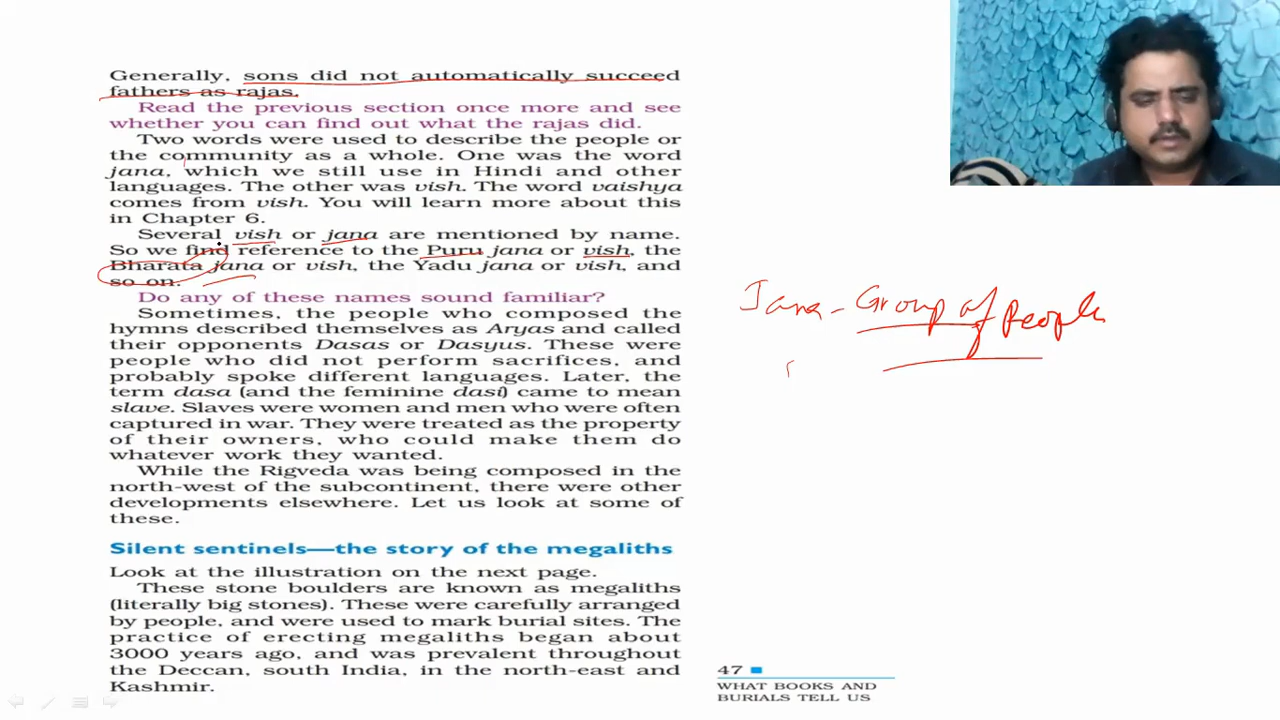 Generally, sons did not automatically succeed
fathers as rajas.
Read the previous section once more and see
whether you can find out what the rajas did.
Two words were used to describe the people or
the community as a whole. One was the word
jana, which we still use in Hindi and other
languages. The other was vish. The word vaishya
comes from vish. You will learn more about this
in Chapter 6.
Several vish or jana are mentioned by name.
So we find reference to the Puru jana or vish, the
Bharata jana or vish, the Yadu jana or vish, and
so on.
Do any of these names sound familiar?
Sometimes, the people who composed the
hymns described themselves as Aryas and called
their opponents Dasas or Dasyus. These were
people who did not perform sacrifices, and
probably spoke different languages. Later, the
term dasa (and the feminine dasi) came to mean
slave. Slaves were women and men who were often
captured in war. They were treated as the property
of their owners, who could make them do
whatever work they wanted.
While the Rigveda was being composed in the
north-west of the subcontinent, there were other
developments elsewhere. Let us look at some of
these.
Silent sentinels—the story of the megaliths
Look at the illustration on the next page.
These stone boulders are known as megaliths
(literally big stones). These were carefully arranged
by people, and were used to mark burial sites. The
practice of erecting megaliths began about
3000 years ago, and was prevalent throughout
the Deccan, south India, in the north-east and
Kashmir.
Jana - Group of People
47
WHAT BOOKS AND
BURIALS TELL US